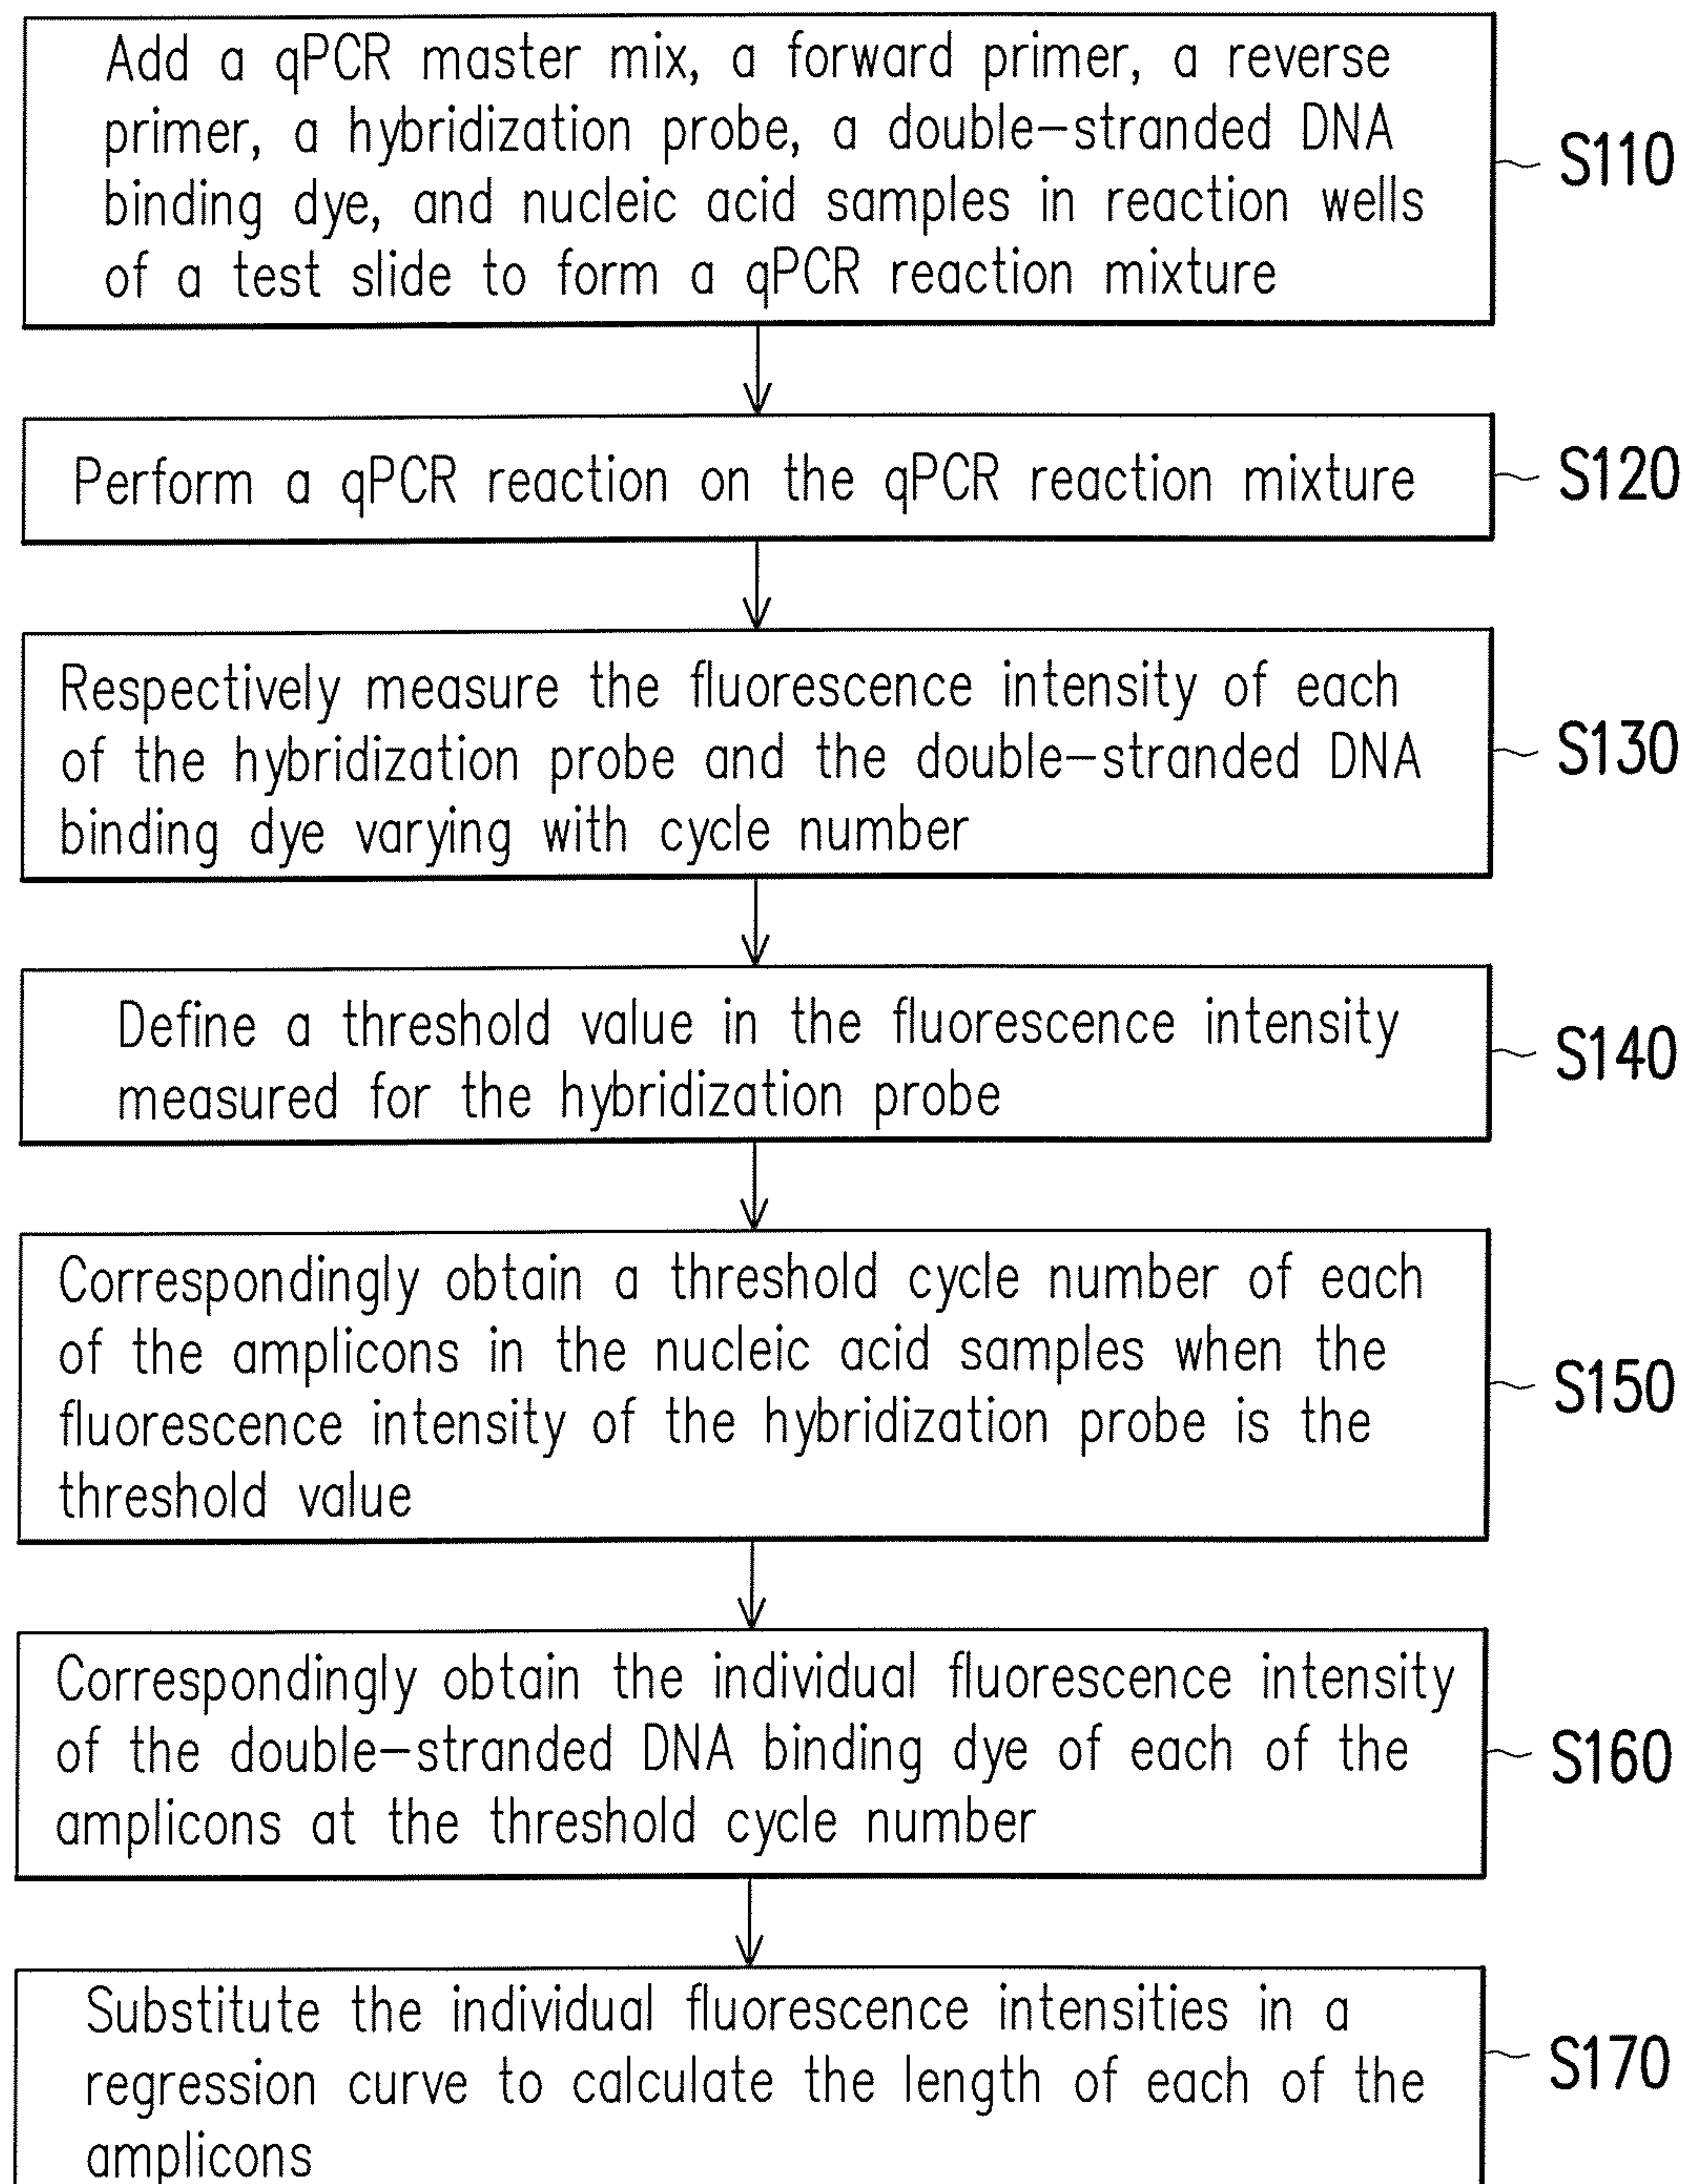 Add a qPCR master mix, a forward primer, a reverse
primer, a hybridization probe, a double-stranded DNA
binding dye, and nucleic acid samples in reaction wells
of a test slide to form a qPCR reaction mixture
S110
Perform a qPCR reaction on the qPCR reaction mixture
S120
Respectively measure the fluorescence intensity of each
of the hybridization probe and the double-stranded DNA
binding dye varying with cycle number
S130
Define a threshold value in the fluorescence intensity
measured for the hybridization probe
S140
Correspondingly obtain a threshold cycle number of each
of the amplicons in the nucleic acid samples when the
fluorescence intensity of the hybridization probe is the
threshold value
S150
Correspondingly obtain the individual fluorescence intensity
of the double-stranded DNA binding dye of each of the
amplicons at the threshold cycle number
S160
Substitute the individual fluorescence intensities in a
regression curve to calculate the length of each of the
amplicons
S170